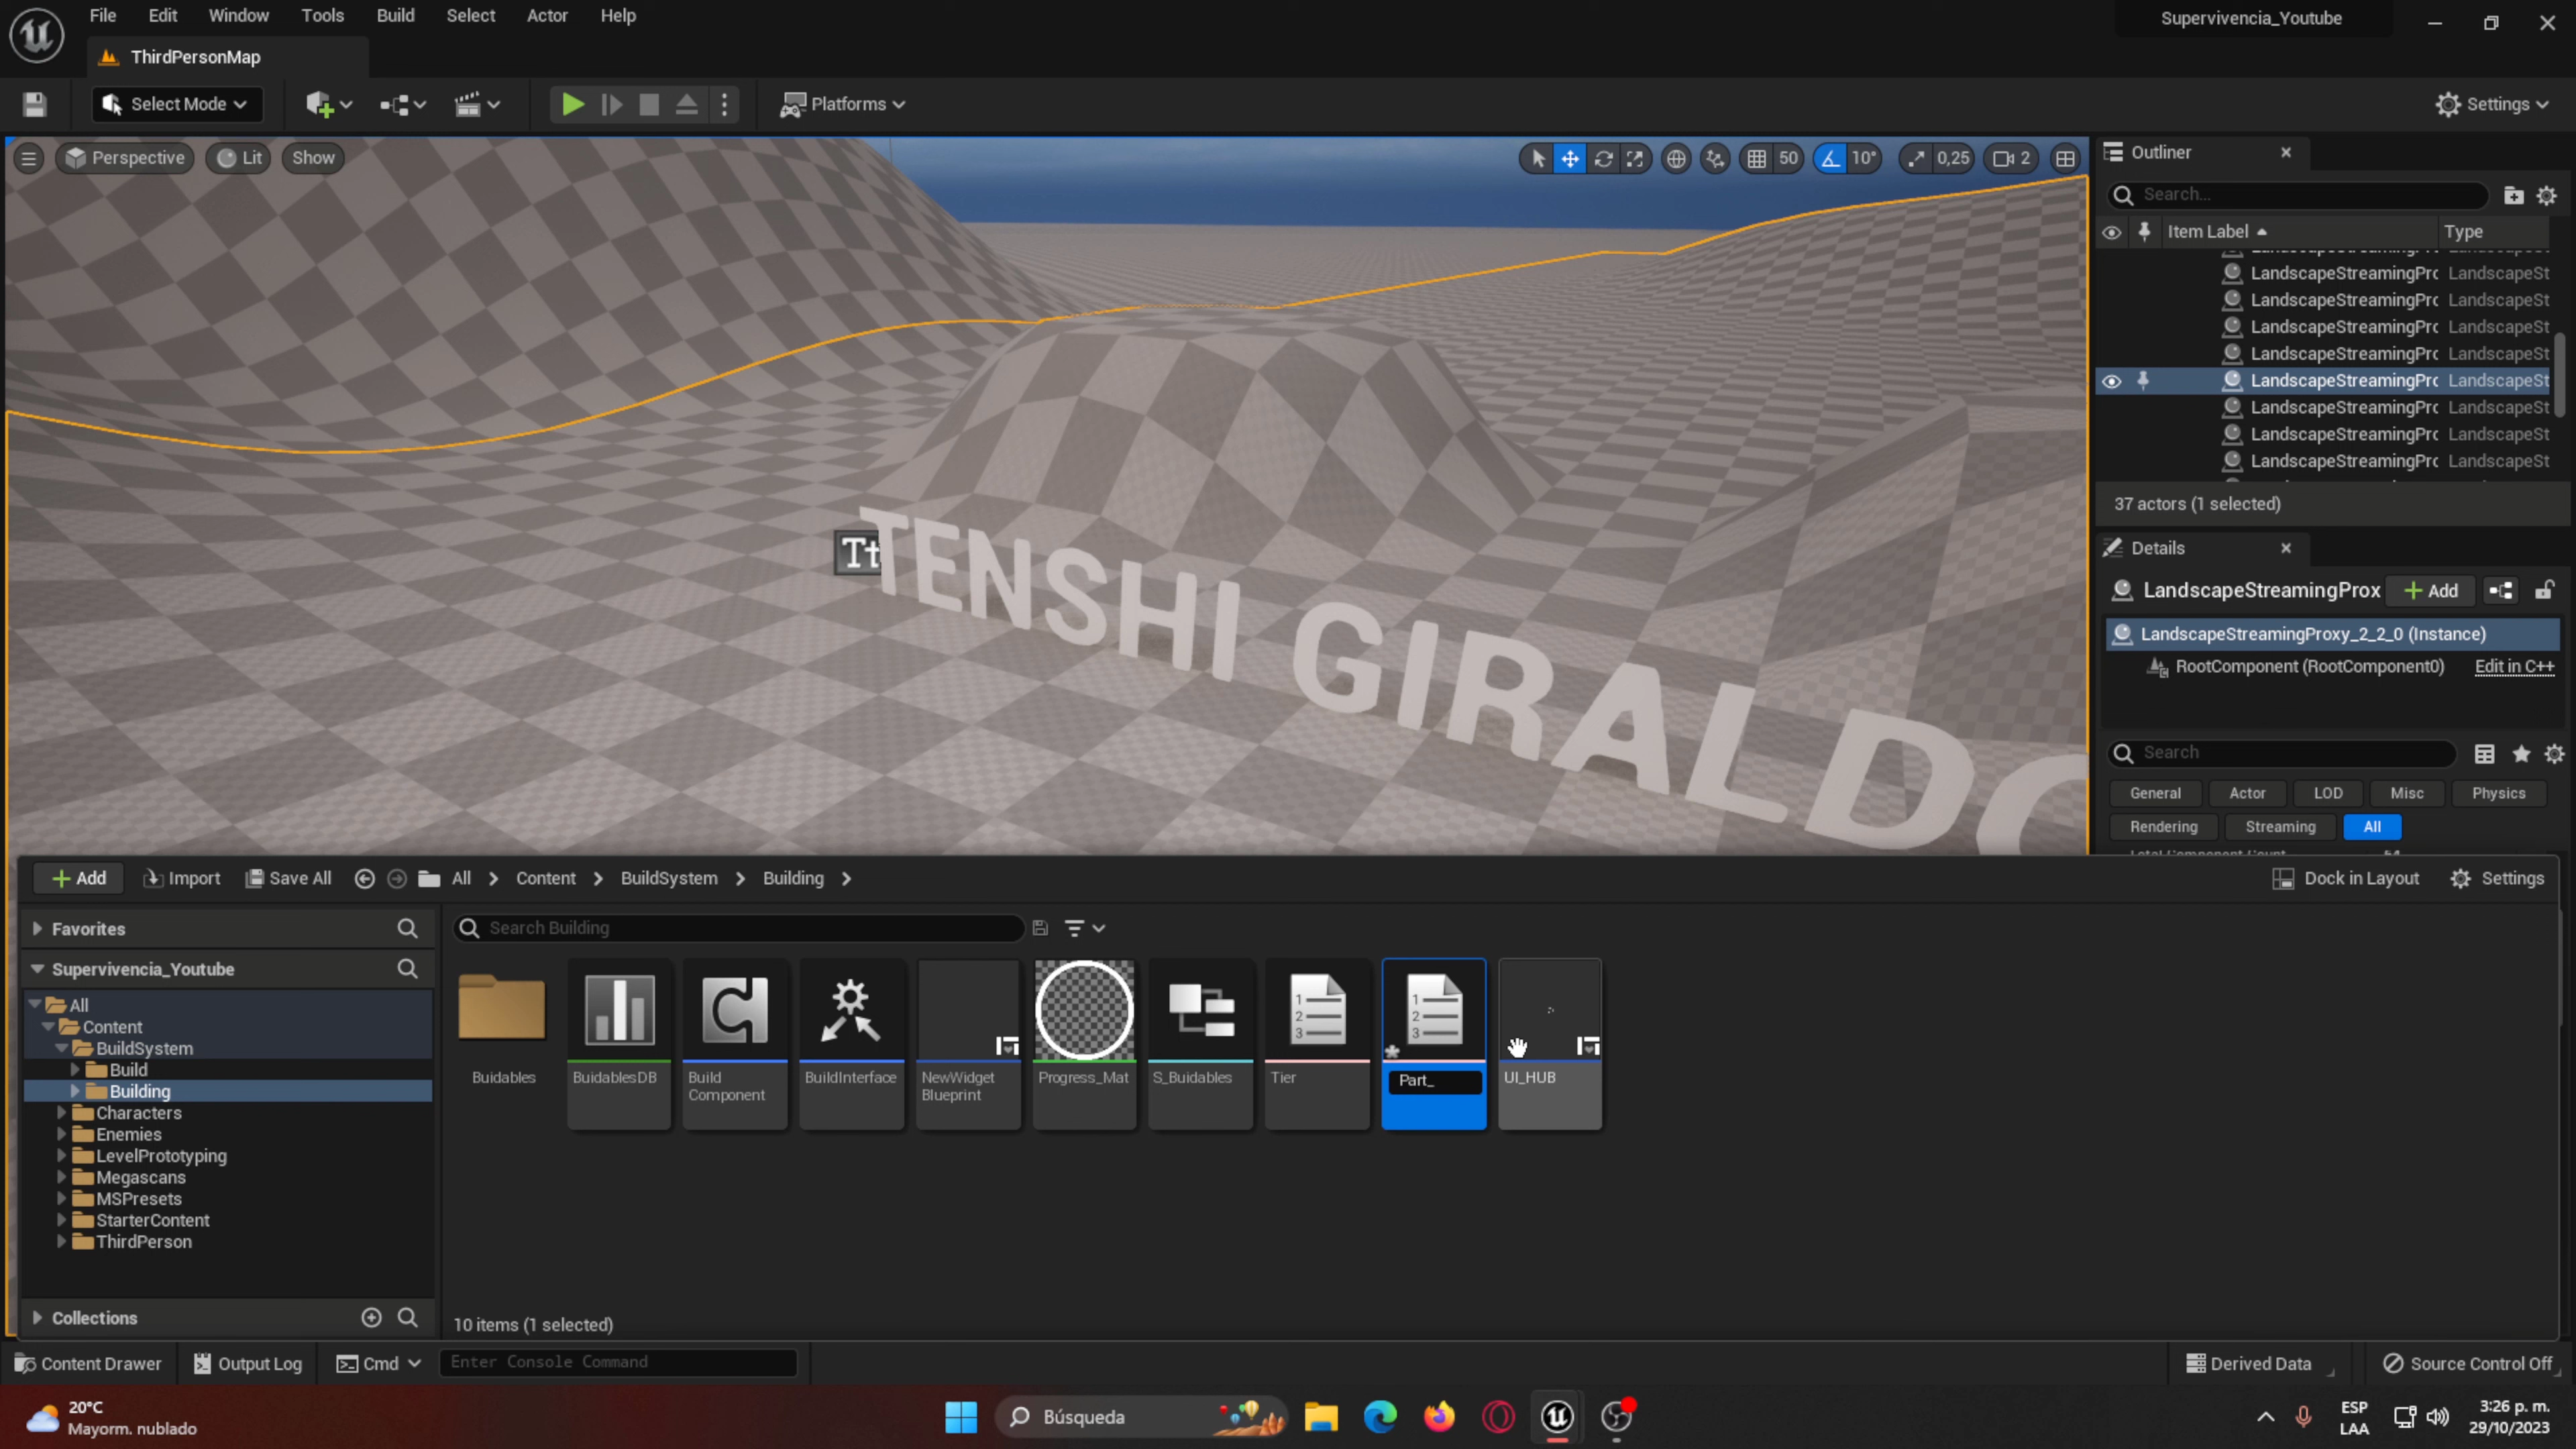 File Edit Window Tools Build Select Actor Help
Supervivencia_Youtube
ThirdPersonMap
Select Mode
Platforms
Settings
Perspective
Lit
Show
50
10°
0,25
2
Outliner
Search...
Item Label
Type
LandscapeStreamingPrc LandscapeSt
LandscapeStreamingPrc LandscapeSt
LandscapeStreamingPrc LandscapeSt
LandscapeStreamingPrc LandscapeSt
LandscapeStreamingPrc LandscapeSt
LandscapeStreamingPrc LandscapeSt
LandscapeStreamingPrc LandscapeSt
LandscapeStreamingPrc LandscapeSt
37 actors (1 selected)
Tt
TENSHI GIRALDO
Details
LandscapeStreamingProx
Add
LandscapeStreamingProxy_2_2_0 (Instance)
RootComponent (RootComponent0)
Edit in C++
Search
General
Actor
LOD
Misc
Physics
Rendering
Streaming
All
Add
Import
Save All
All > Content > BuildSystem > Building >
Dock in Layout
Settings
Favorites
Supervivencia_Youtube
All
Content
BuildSystem
Build
Building
Characters
Enemies
LevelPrototyping
Megascans
MSPresets
StarterContent
ThirdPerson
Collections
Search Building
Buidables
BuidablesDB
Build
Component
BuildInterface
NewWidget
Blueprint
Progress_Mat
S_Buidables
Tier
Part_
UI_HUB
10 items (1 selected)
Content Drawer
Output Log
Cmd
Enter Console Command
Derived Data
Source Control Off
20°C
Mayorm. nublado
Búsqueda
ESP
LAA
3:26 p. m.
29/10/2023